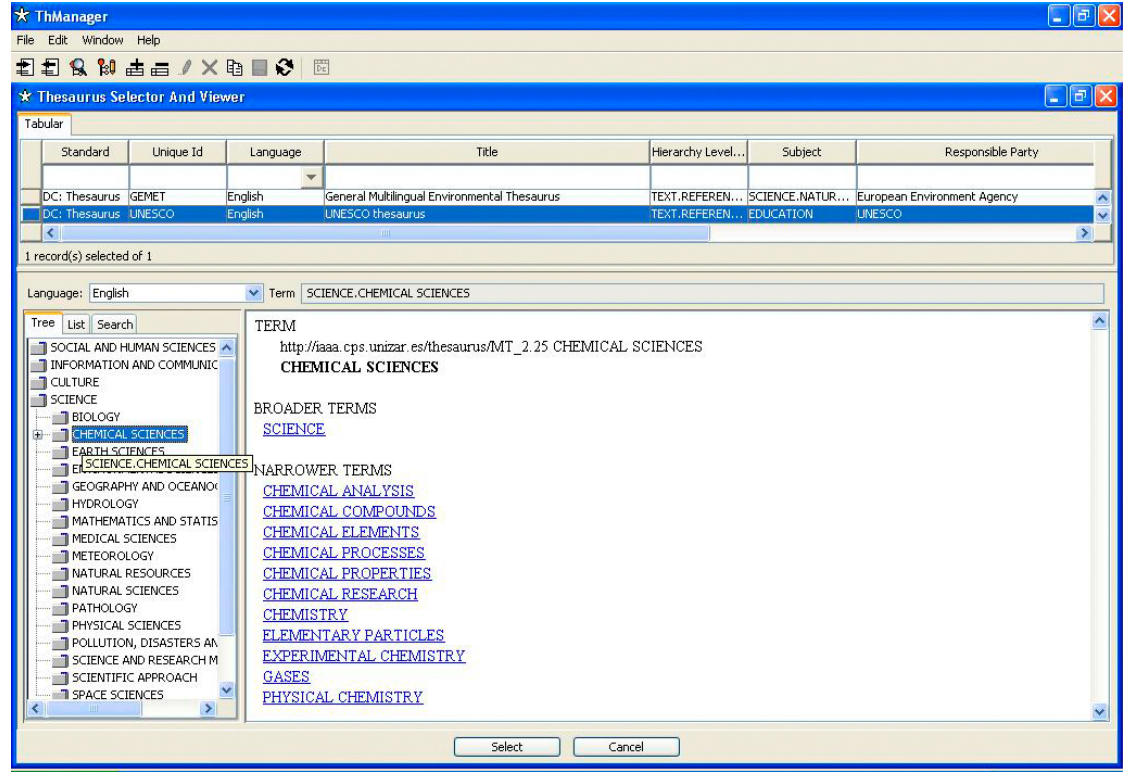 ThManager
File Edit Window Help
Thesaurus Selector And Viewer
Tabular
Standard Unique Id Language Title Hierarchy Level... Subject Responsible Party
DC: Thesaurus GEMET English General Multilingual Environmental Thesaurus TEXT.REFEREN... SCIENCE.NATUR... European Environment Agency
DC: Thesaurus UNESCO English UNESCO thesaurus TEXT.REFEREN... EDUCATION UNESCO
1 record(s) selected of 1
Language: English Term SCIENCE.CHEMICAL SCIENCES
Tree List Search
SOCIAL AND HUMAN SCIENCES
INFORMATION AND COMMUNIC
CULTURE
SCIENCE
BIOLOGY
CHEMICAL SCIENCES
EARTH SCIENCES
SCIENCE.CHEMICAL SCIENCES
GEOGRAPHY AND OCEANO
HYDROLOGY
MATHEMATICS AND STATIS
MEDICAL SCIENCES
METEOROLOGY
NATURAL RESOURCES
NATURAL SCIENCES
PATHOLOGY
PHYSICAL SCIENCES
POLLUTION, DISASTERS AN
SCIENCE AND RESEARCH M
SCIENTIFIC APPROACH
SPACE SCIENCES
TERM
http://iaaa.cps.unizar.es/thesaurus/MT_2.25 CHEMICAL SCIENCES
CHEMICAL SCIENCES
BROADER TERMS
SCIENCE
NARROWER TERMS
CHEMICAL ANALYSIS
CHEMICAL COMPOUNDS
CHEMICAL ELEMENTS
CHEMICAL PROCESSES
CHEMICAL PROPERTIES
CHEMICAL RESEARCH
CHEMISTRY
ELEMENTARY PARTICLES
EXPERIMENTAL CHEMISTRY
GASES
PHYSICAL CHEMISTRY
Select Cancel